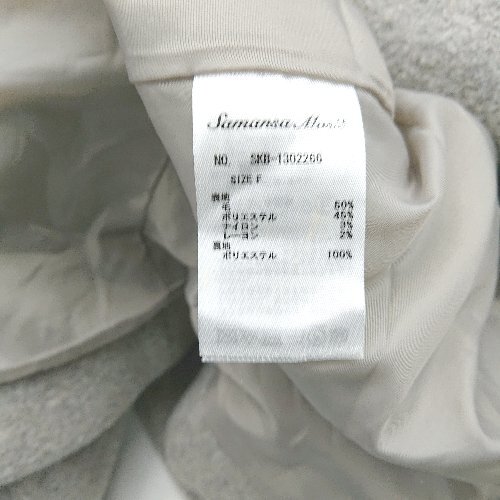 Samansa Mos2
NO. SKB-1302266
SIZE F
表地
毛 50%
ポリエステル 45%
ナイロン 3%
レーヨン 2%
裏地
ポリエステル 100%